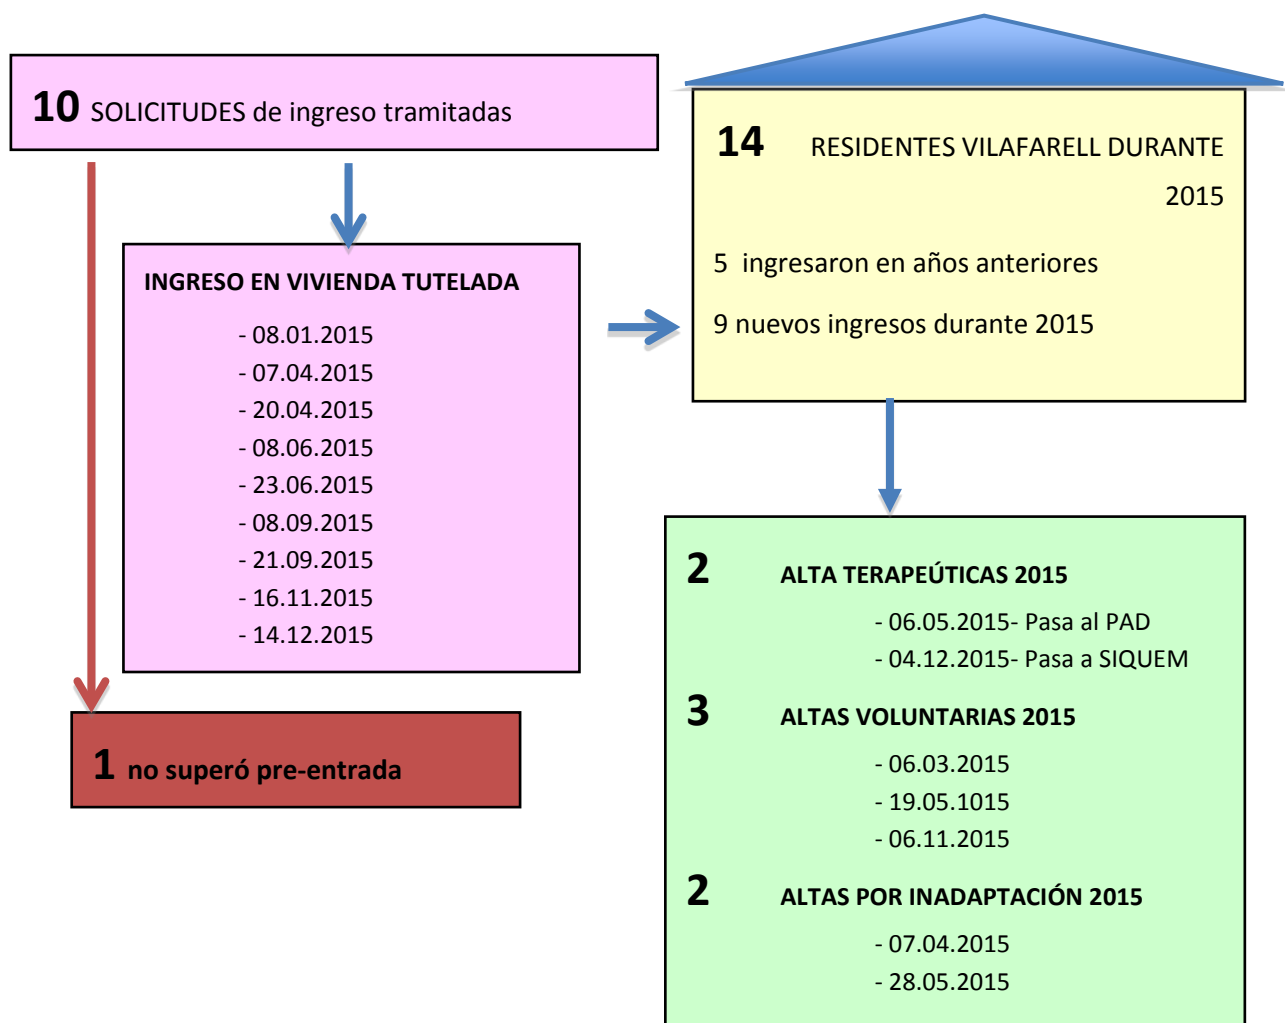 10 SOLICITUDES de ingreso tramitadas
INGRESO EN VIVIENDA TUTELADA
- 08.01.2015
- 07.04.2015
- 20.04.2015
- 08.06.2015
- 23.06.2015
- 08.09.2015
- 21.09.2015
- 16.11.2015
- 14.12.2015
1 no superó pre-entrada
14 RESIDENTES VILAFARELL DURANTE
2015
5 ingresaron en años anteriores
9 nuevos ingresos durante 2015
2 ALTA TERAPEÚTICAS 2015
- 06.05.2015- Pasa al PAD
- 04.12.2015- Pasa a SIQUEM
3 ALTAS VOLUNTARIAS 2015
- 06.03.2015
- 19.05.1015
- 06.11.2015
2 ALTAS POR INADAPTACIÓN 2015
- 07.04.2015
- 28.05.2015